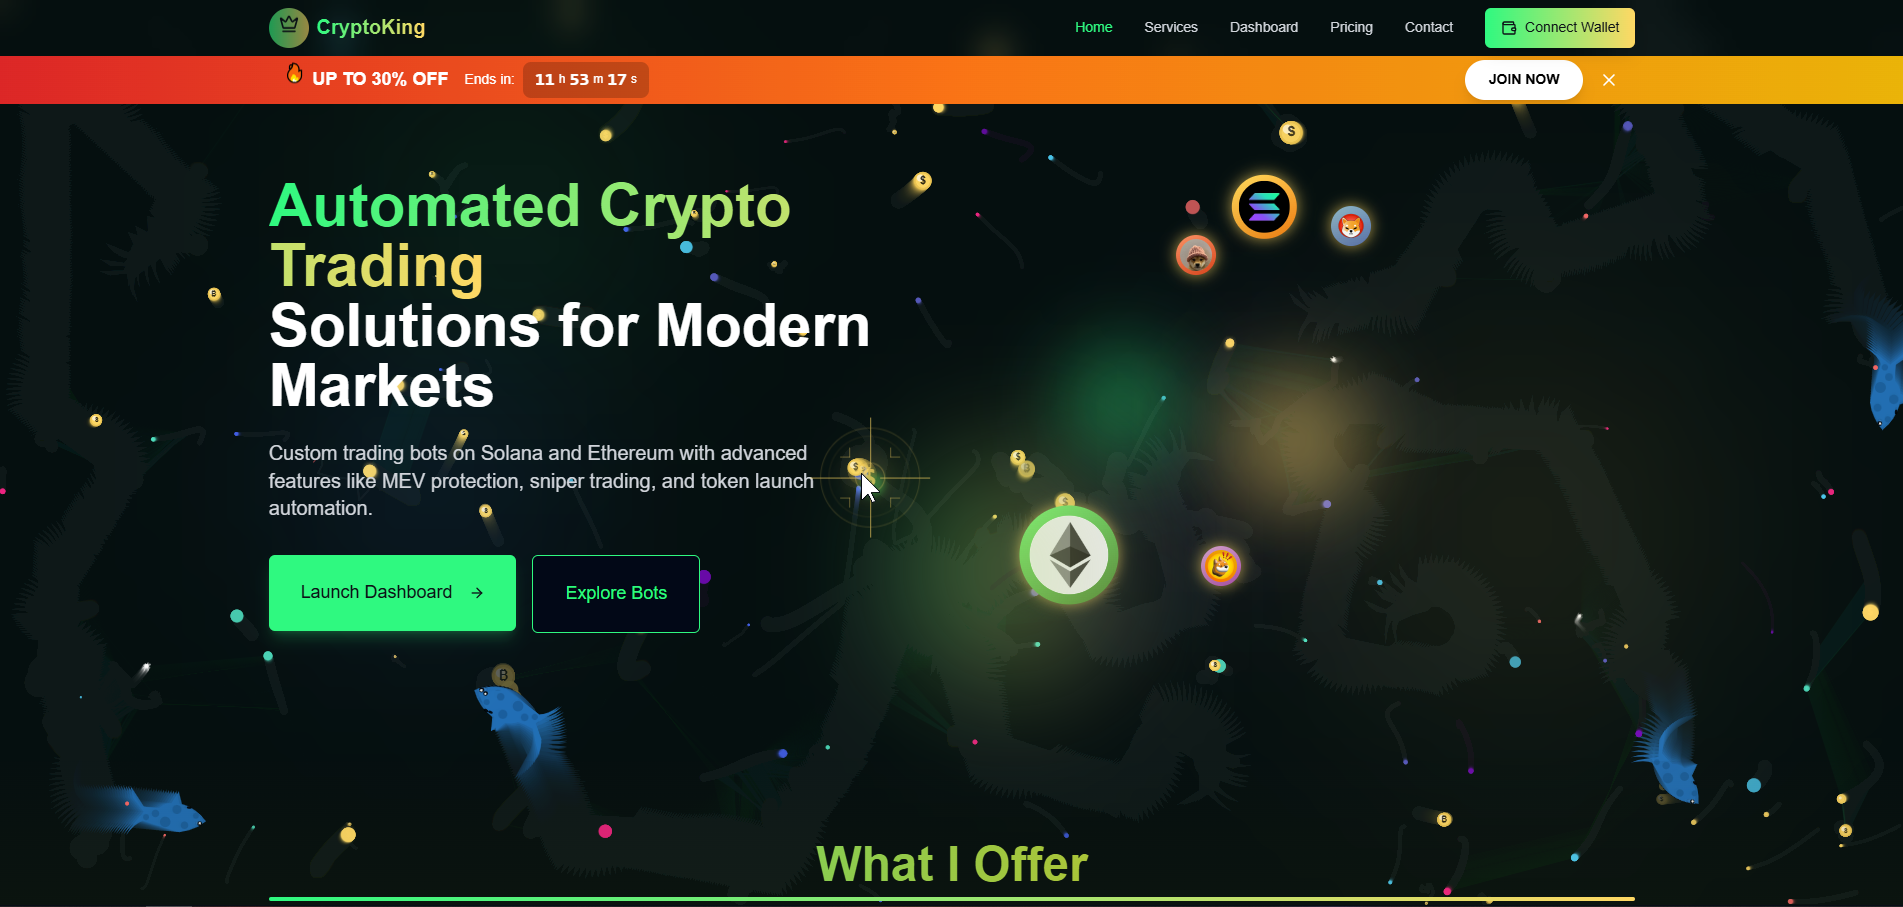 CryptoKing
Home Services Dashboard Pricing Contact Connect Wallet
UP TO 30% OFF Ends in: 11 h 53 m 17 s JOIN NOW
Automated Crypto
Trading
Solutions for Modern
Markets
Custom trading bots on Solana and Ethereum with advanced
features like MEV protection, sniper trading, and token launch
automation.
Launch Dashboard
Explore Bots
What I Offer